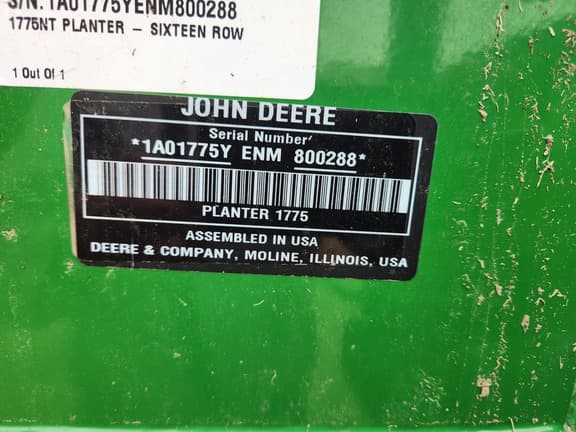 S/N: 1A01775YENM800288
1775NT PLANTER – SIXTEEN ROW
1 Out Of 1
JOHN DEERE
Serial Number
*1A01775Y ENM 800288*
PLANTER 1775
ASSEMBLED IN USA
DEERE & COMPANY, MOLINE, ILLINOIS, USA